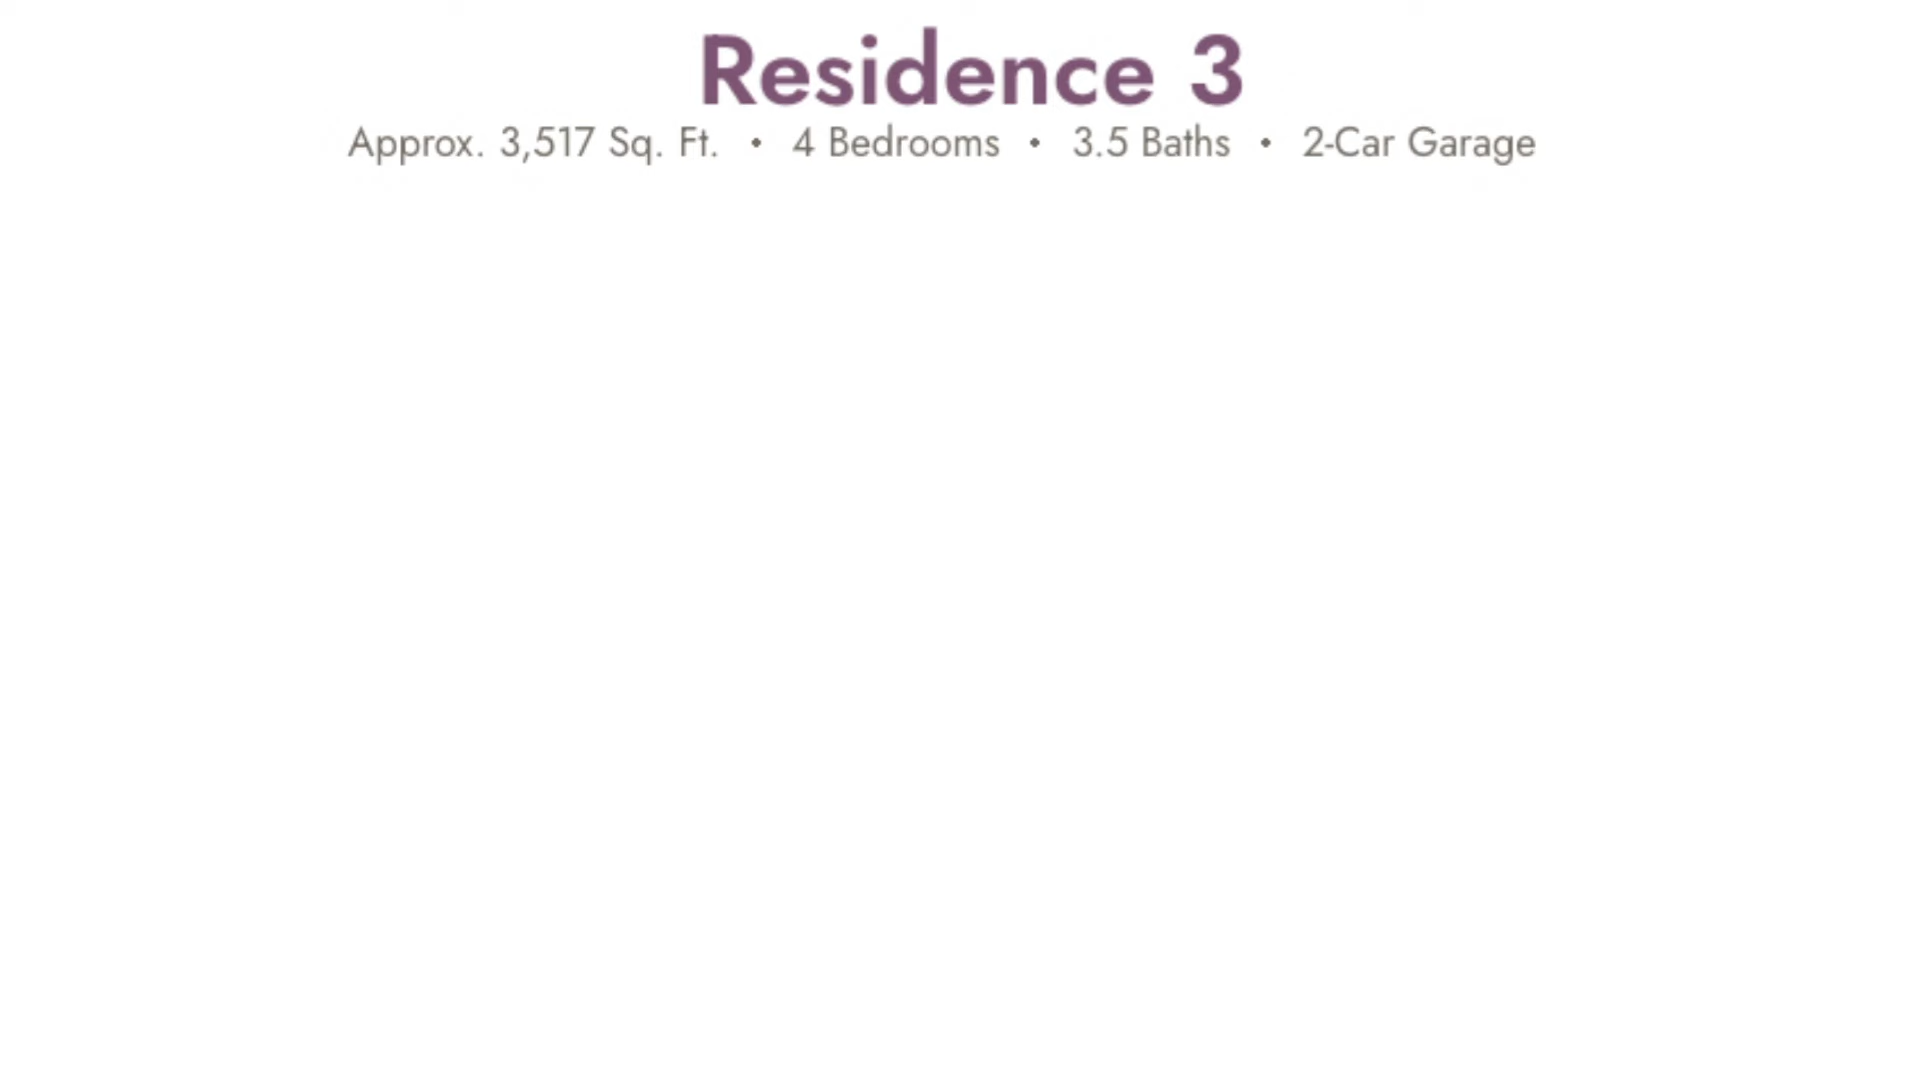 Residence 3
Approx. 3,517 Sq. Ft. • 4 Bedrooms • 3.5 Baths • 2-Car Garage